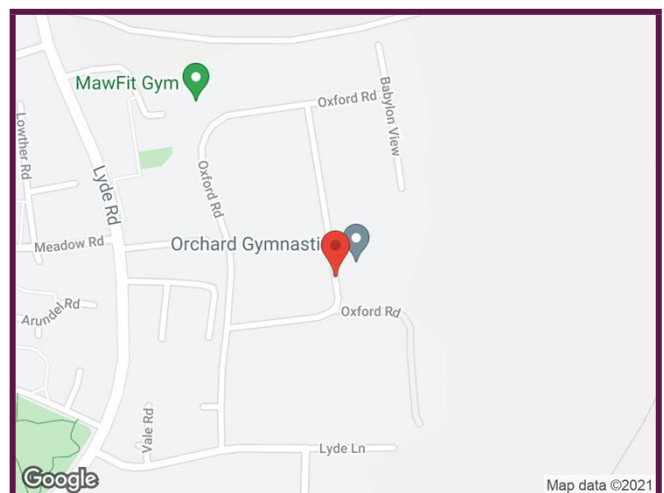 MawFit Gym
Oxford Rd
Babylon View
Lowther Rd
Lyde Rd
Oxford Rd
Meadow Rd
Orchard Gymnasti
Arundel Rd
Oxford Rd
Vale Rd
Lyde Ln
Google
Map data ©2021